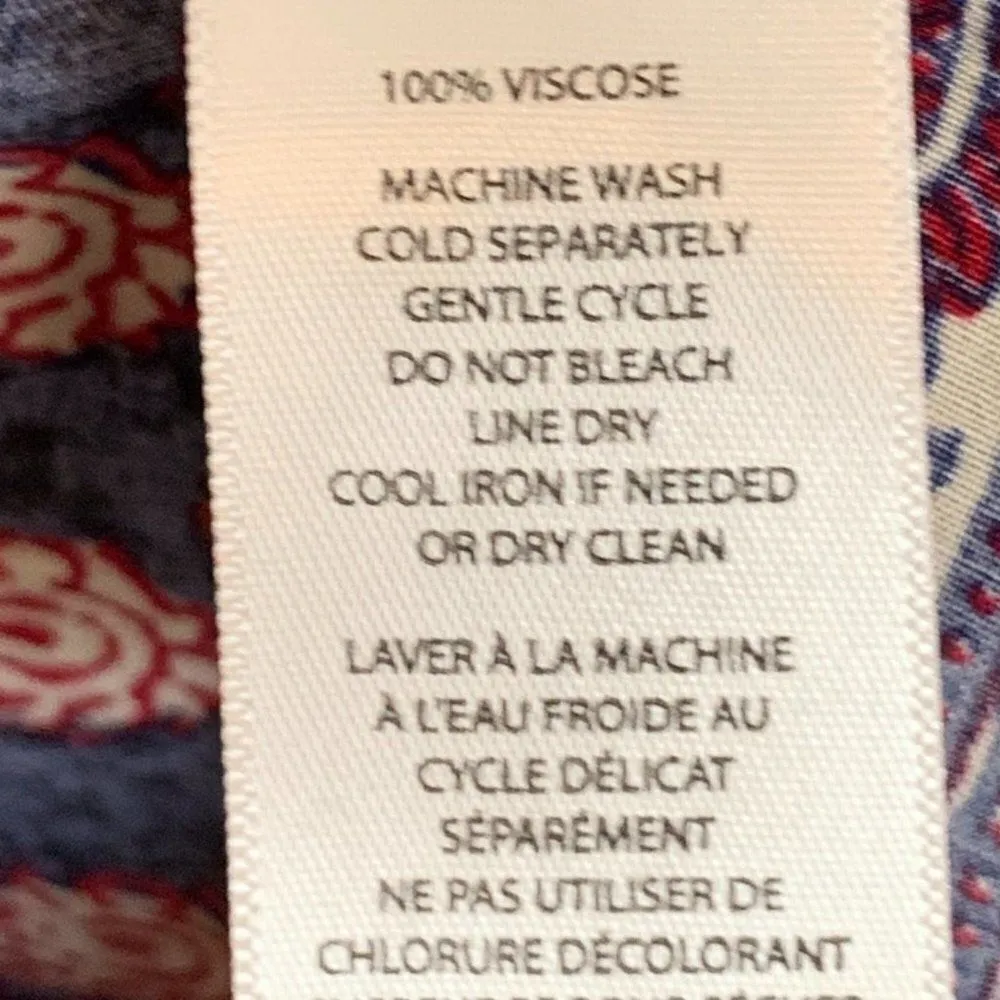 100% VISCOSE
MACHINE WASH
COLD SEPARATELY
GENTLE CYCLE
DO NOT BLEACH
LINE DRY
COOL IRON IF NEEDED
OR DRY CLEAN
LAVER À LA MACHINE
À L'EAU FROIDE AU
CYCLE DÉLICAT
SÉPARÉMENT
NE PAS UTILISER DE
CHLORURE DÉCOLORANT